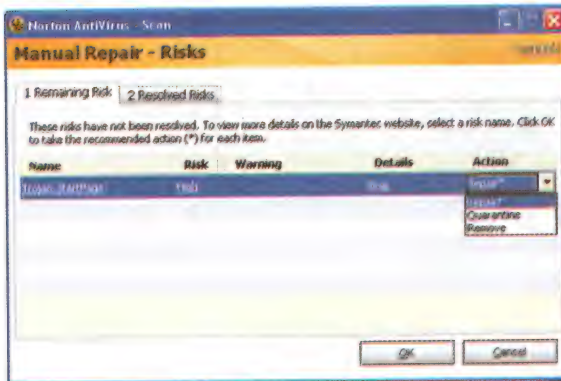 Norton AntiVirus - Scan
Manual Repair - Risks
1 Remaining Risk 2 Resolved Risks
These risks have not been resolved. To view more details on the Symantec website, select a risk name. Click OK
to take the recommended action (*) for each item.
Name Risk Warning Details Action
Trojan.StartPage High Repair*
Repair*
Quarantine
Remove
OK Cancel